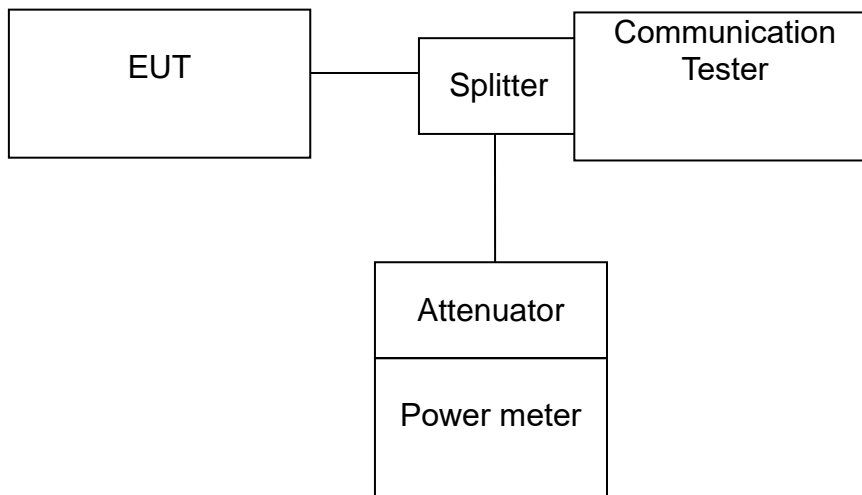 EUT
Splitter
Communication
Tester
Attenuator
Power meter